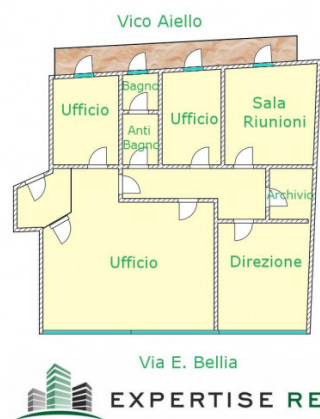 Vico Aiello
Bagno
Ufficio
Anti
Bagno
Ufficio
Sala
Riunioni
Archivio
Ufficio
Direzione
Via E. Bellia
EXPERTISE RE